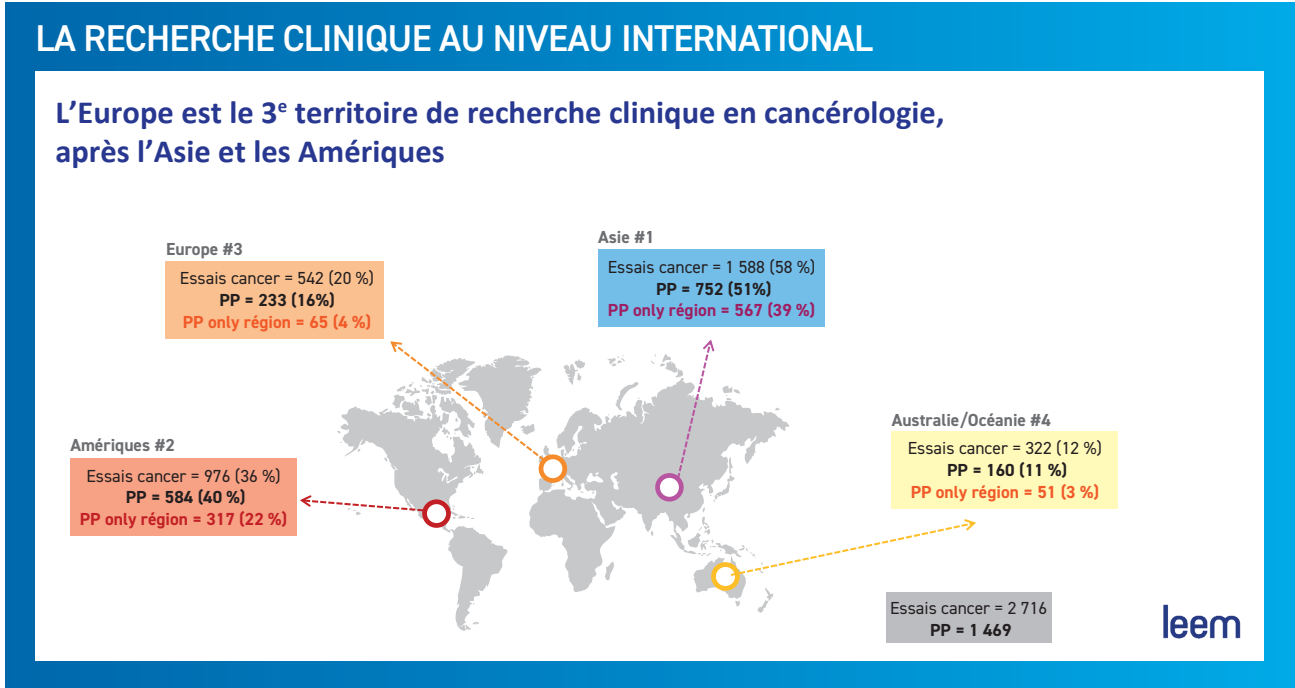 LA RECHERCHE CLINIQUE AU NIVEAU INTERNATIONAL
L’Europe est le 3e territoire de recherche clinique en cancérologie,
après l’Asie et les Amériques
Europe #3
Essais cancer = 542 (20 %)
PP = 233 (16%)
PP only région = 65 (4 %)
Asie #1
Essais cancer = 1 588 (58 %)
PP = 752 (51%)
PP only région = 567 (39 %)
Amériques #2
Essais cancer = 976 (36 %)
PP = 584 (40 %)
PP only région = 317 (22 %)
Australie/Océanie #4
Essais cancer = 322 (12 %)
PP = 160 (11 %)
PP only région = 51 (3 %)
Essais cancer = 2 716
PP = 1 469
leem